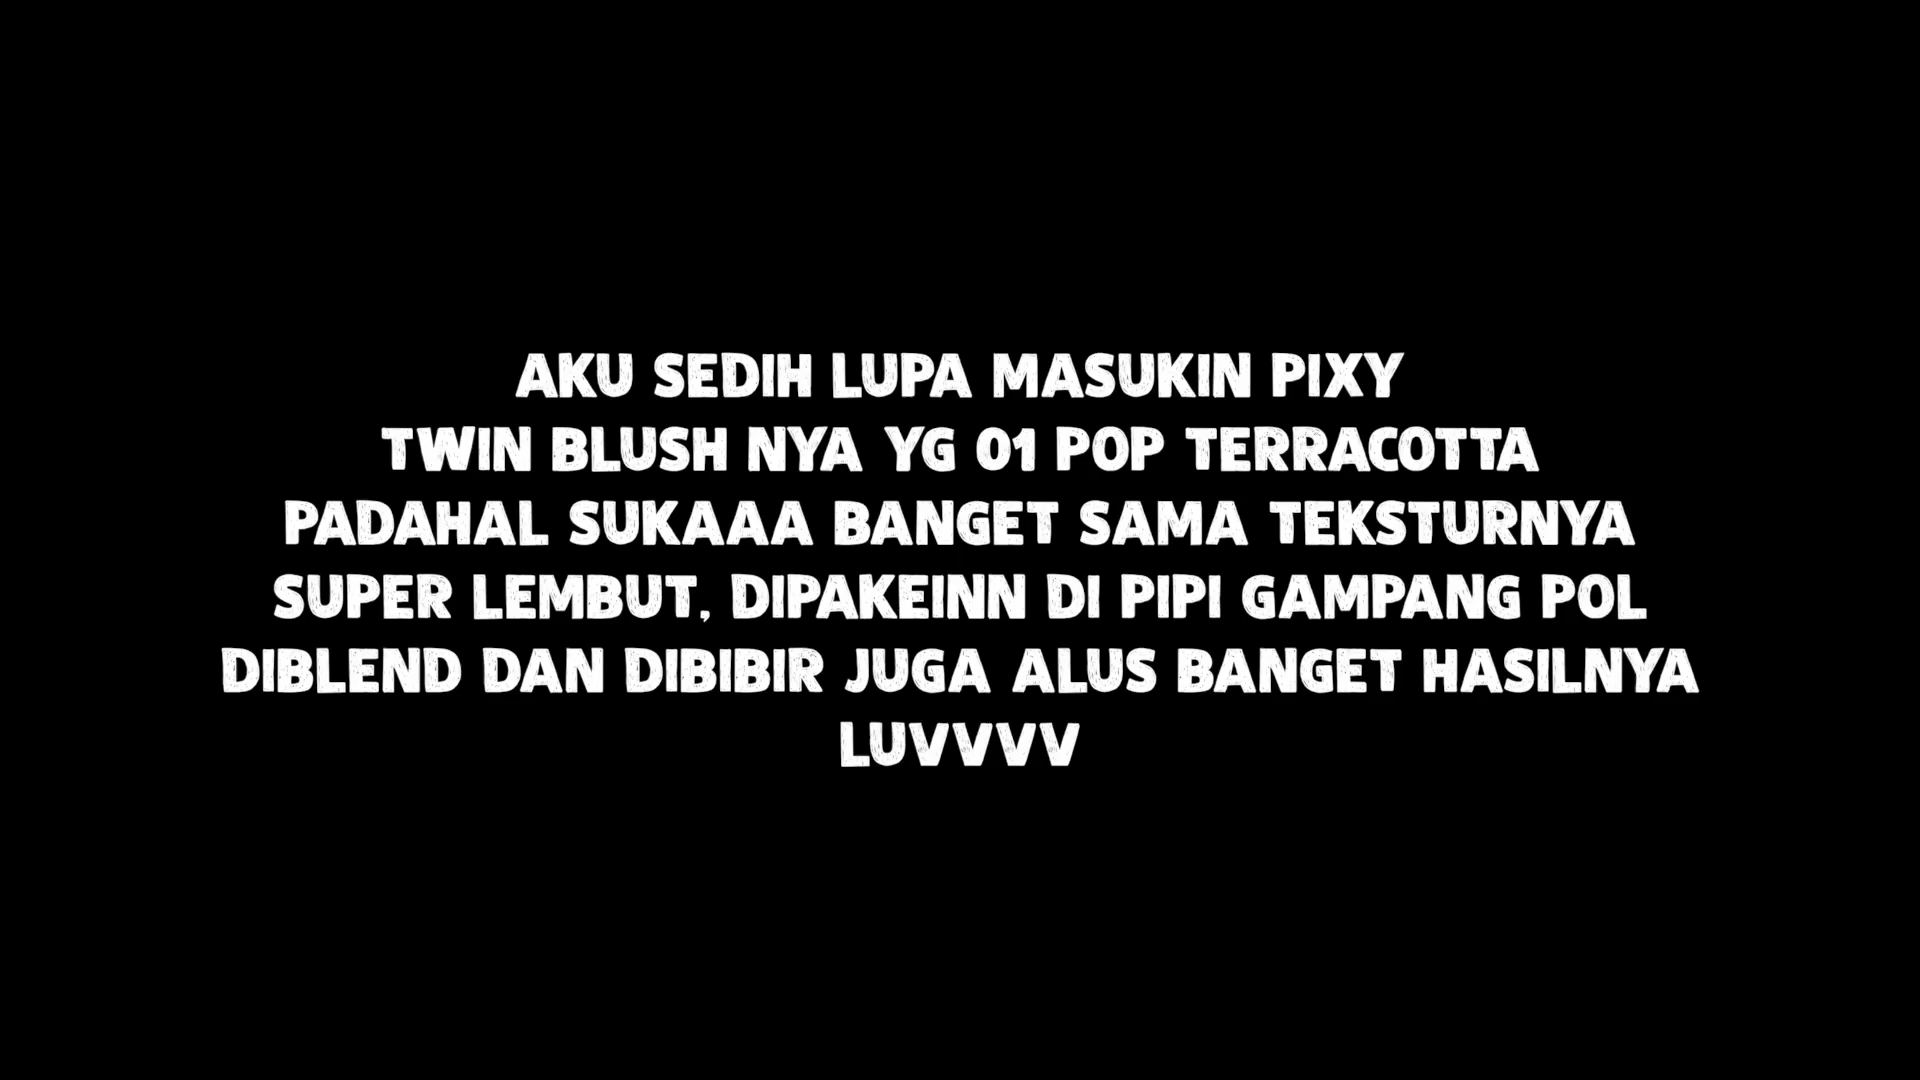 AKU SEDIH LUPA MASUKIN PIXY
TWIN BLUSH NYA YG 01 POP TERRACOTTA
PADAHAL SUKAAA BANGET SAMA TEKSTURNYA
SUPER LEMBUT, DIPAKEINN DI PIPI GAMPANG POL
DIBLEND DAN DIBIBIR JUGA ALUS BANGET HASILNYA
LUVVVV